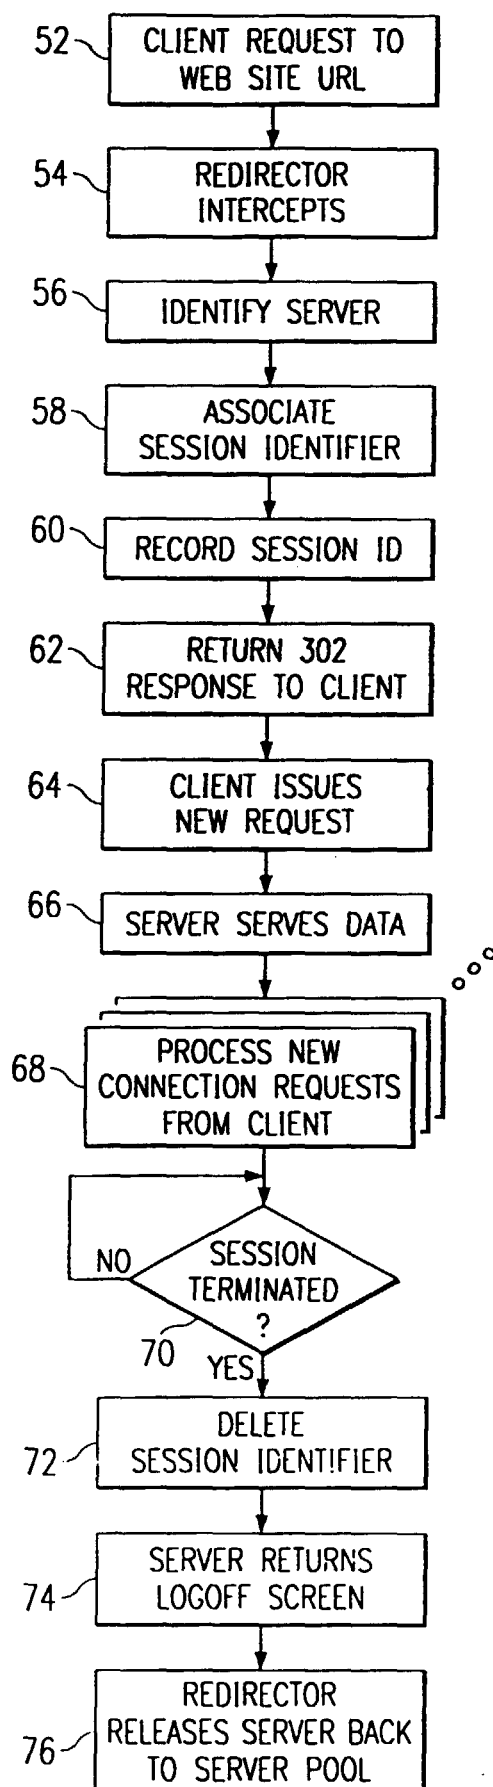 52
CLIENT REQUEST TO
WEB SITE URL
54
REDIRECTOR
INTERCEPTS
56
IDENTIFY SERVER
58
ASSOCIATE
SESSION IDENTIFIER
60
RECORD SESSION ID
62
RETURN 302
RESPONSE TO CLIENT
64
CLIENT ISSUES
NEW REQUEST
66
SERVER SERVES DATA
68
PROCESS NEW
CONNECTION REQUESTS
FROM CLIENT
NO
SESSION
TERMINATED
?
70
YES
72
DELETE
SESSION IDENTIFIER
74
SERVER RETURNS
LOGOFF SCREEN
76
REDIRECTOR
RELEASES SERVER BACK
TO SERVER POOL